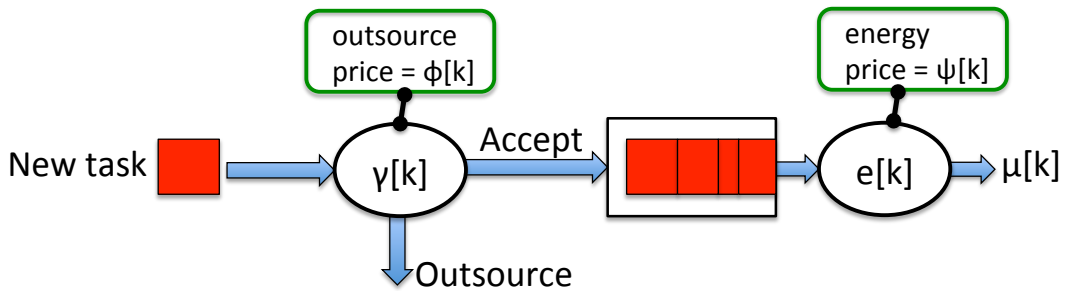 outsource
price = ϕ[k]
energy
price = ψ[k]
New task
γ[k]
Accept
e[k]
μ[k]
Outsource